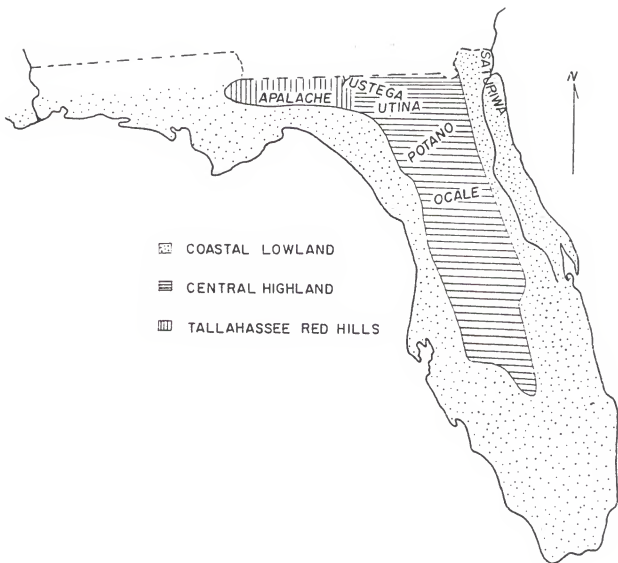 SATURIWA
N
YUSTEGA
APALACHE
UTINA
POTANO
OCALE
COASTAL LOWLAND
CENTRAL HIGHLAND
TALLAHASSEE RED HILLS